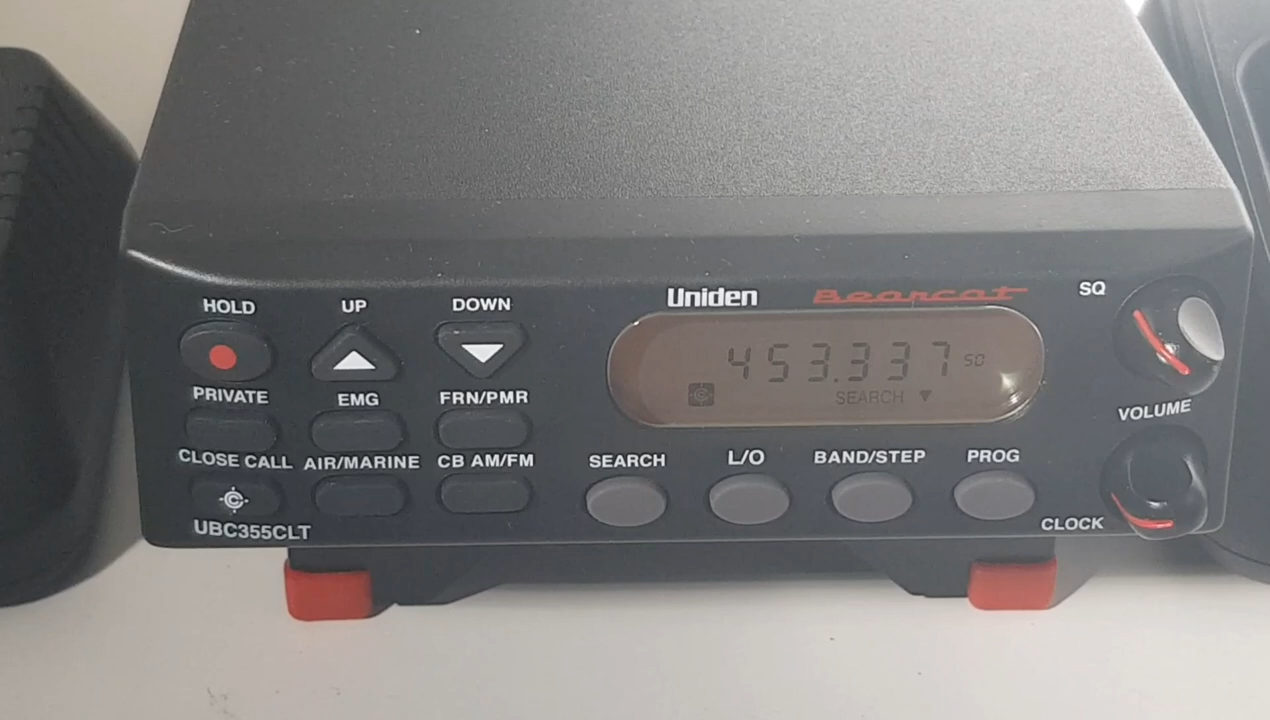 Uniden Bearcat
HOLD UP DOWN SQ
453.337 50
SEARCH ▼
PRIVATE EMG FRN/PMR VOLUME
CLOSE CALL AIR/MARINE CB AM/FM SEARCH L/O BAND/STEP PROG
C
UBC355CLT CLOCK